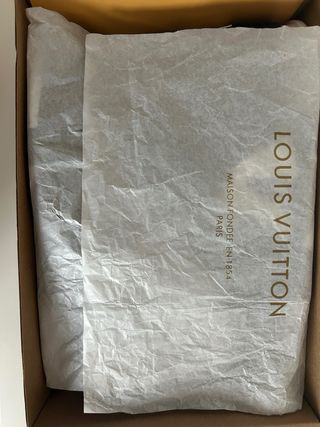 LOUIS VUITTON
MAISON FONDÉE EN 1854
PARIS